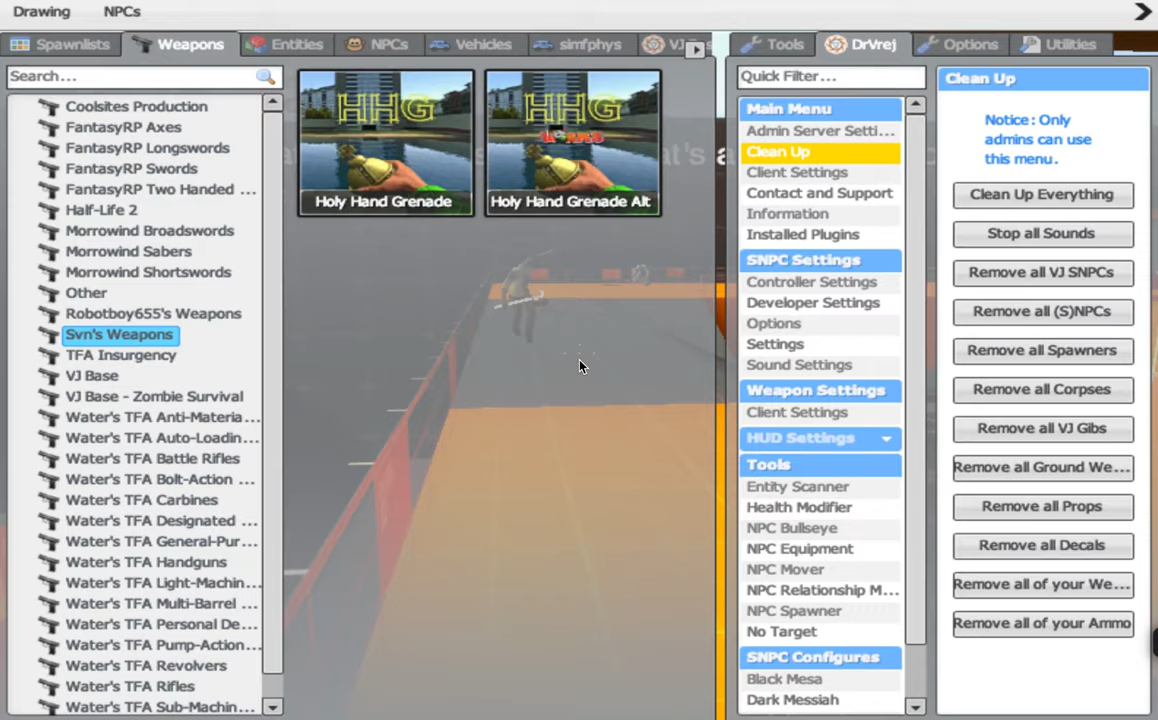 Drawing NPCs
Spawnlists Weapons Entities NPCs Vehicles simfphys
Tools DrVrej Options Utilities
Search...
Coolsites Production
FantasyRP Axes
FantasyRP Longswords
FantasyRP Swords
FantasyRP Two Handed ...
Half-Life 2
Morrowind Broadswords
Morrowind Sabers
Morrowind Shortswords
Other
Robotboy655's Weapons
Svn's Weapons
TFA Insurgency
VJ Base
VJ Base - Zombie Survival
Water's TFA Anti-Materia...
Water's TFA Auto-Loadin...
Water's TFA Battle Rifles
Water's TFA Bolt-Action ...
Water's TFA Carbines
Water's TFA Designated ...
Water's TFA General-Pur...
Water's TFA Handguns
Water's TFA Light-Machin...
Water's TFA Multi-Barrel ...
Water's TFA Personal De...
Water's TFA Pump-Action...
Water's TFA Revolvers
Water's TFA Rifles
Water's TFA Sub-Machin...
HHG
Holy Hand Grenade
HHG
Holy Hand Grenade Alt
Quick Filter...
Main Menu
Admin Server Setti...
Clean Up
Client Settings
Contact and Support
Information
Installed Plugins
SNPC Settings
Controller Settings
Developer Settings
Options
Settings
Sound Settings
Weapon Settings
Client Settings
HUD Settings
Tools
Entity Scanner
Health Modifier
NPC Bullseye
NPC Equipment
NPC Mover
NPC Relationship M...
NPC Spawner
No Target
SNPC Configures
Black Mesa
Dark Messiah
Clean Up
Notice: Only
admins can use
this menu.
Clean Up Everything
Stop all Sounds
Remove all VJ SNPCs
Remove all (S)NPCs
Remove all Spawners
Remove all Corpses
Remove all VJ Gibs
Remove all Ground We...
Remove all Props
Remove all Decals
Remove all of your We...
Remove all of your Ammo